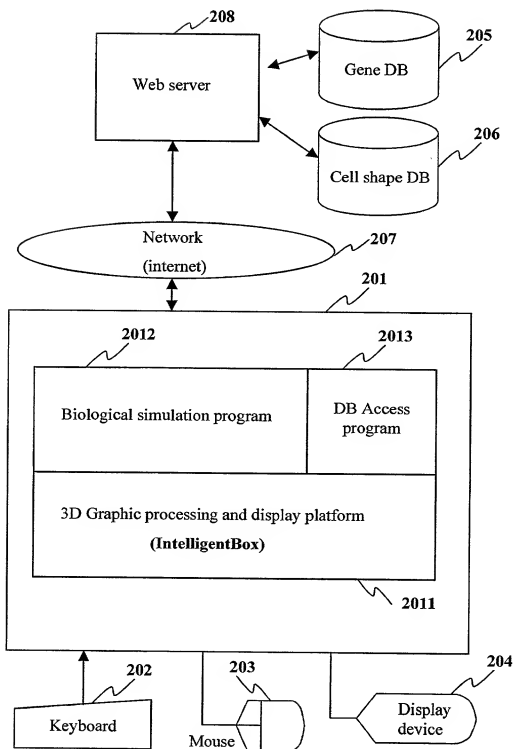 208
Web server
Gene DB
205
Cell shape DB
206
Network
(internet)
207
201
2012
2013
Biological simulation program
DB Access
program
3D Graphic processing and display platform
(IntelligentBox)
2011
202
203
204
Keyboard
Mouse
Display
device